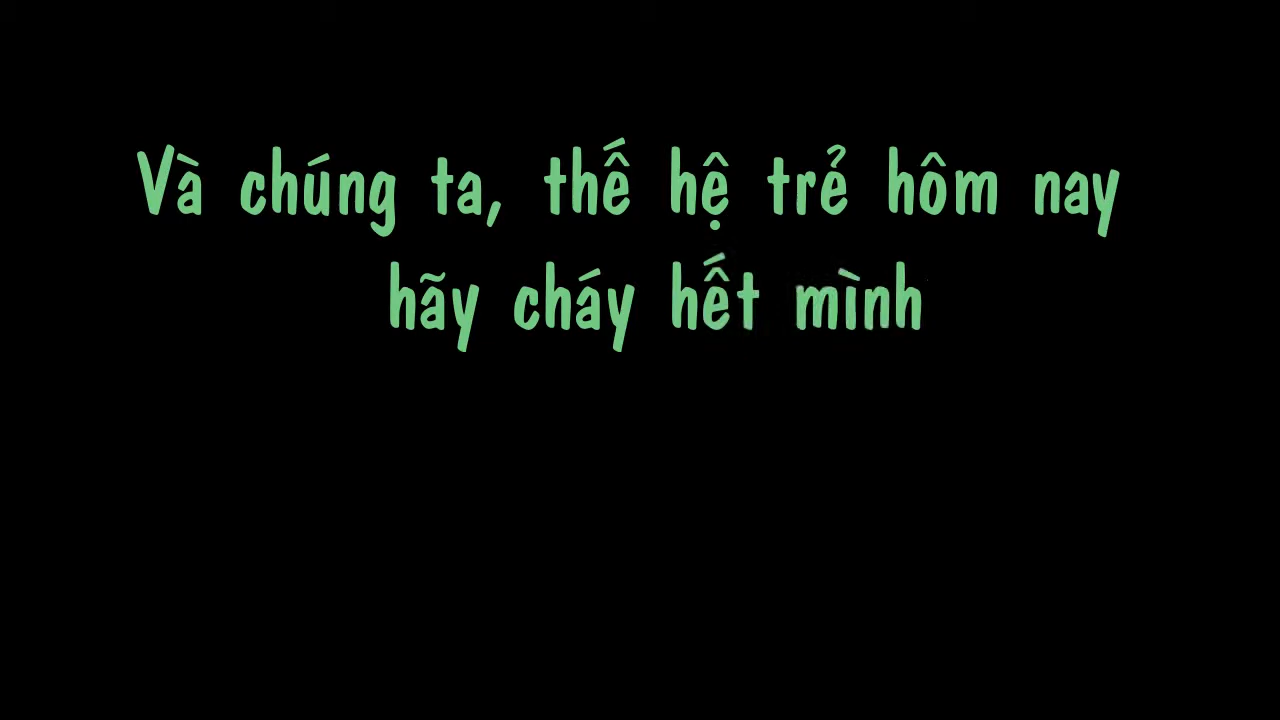 Và chúng ta, thế hệ trẻ hôm nay
hãy cháy hết mình